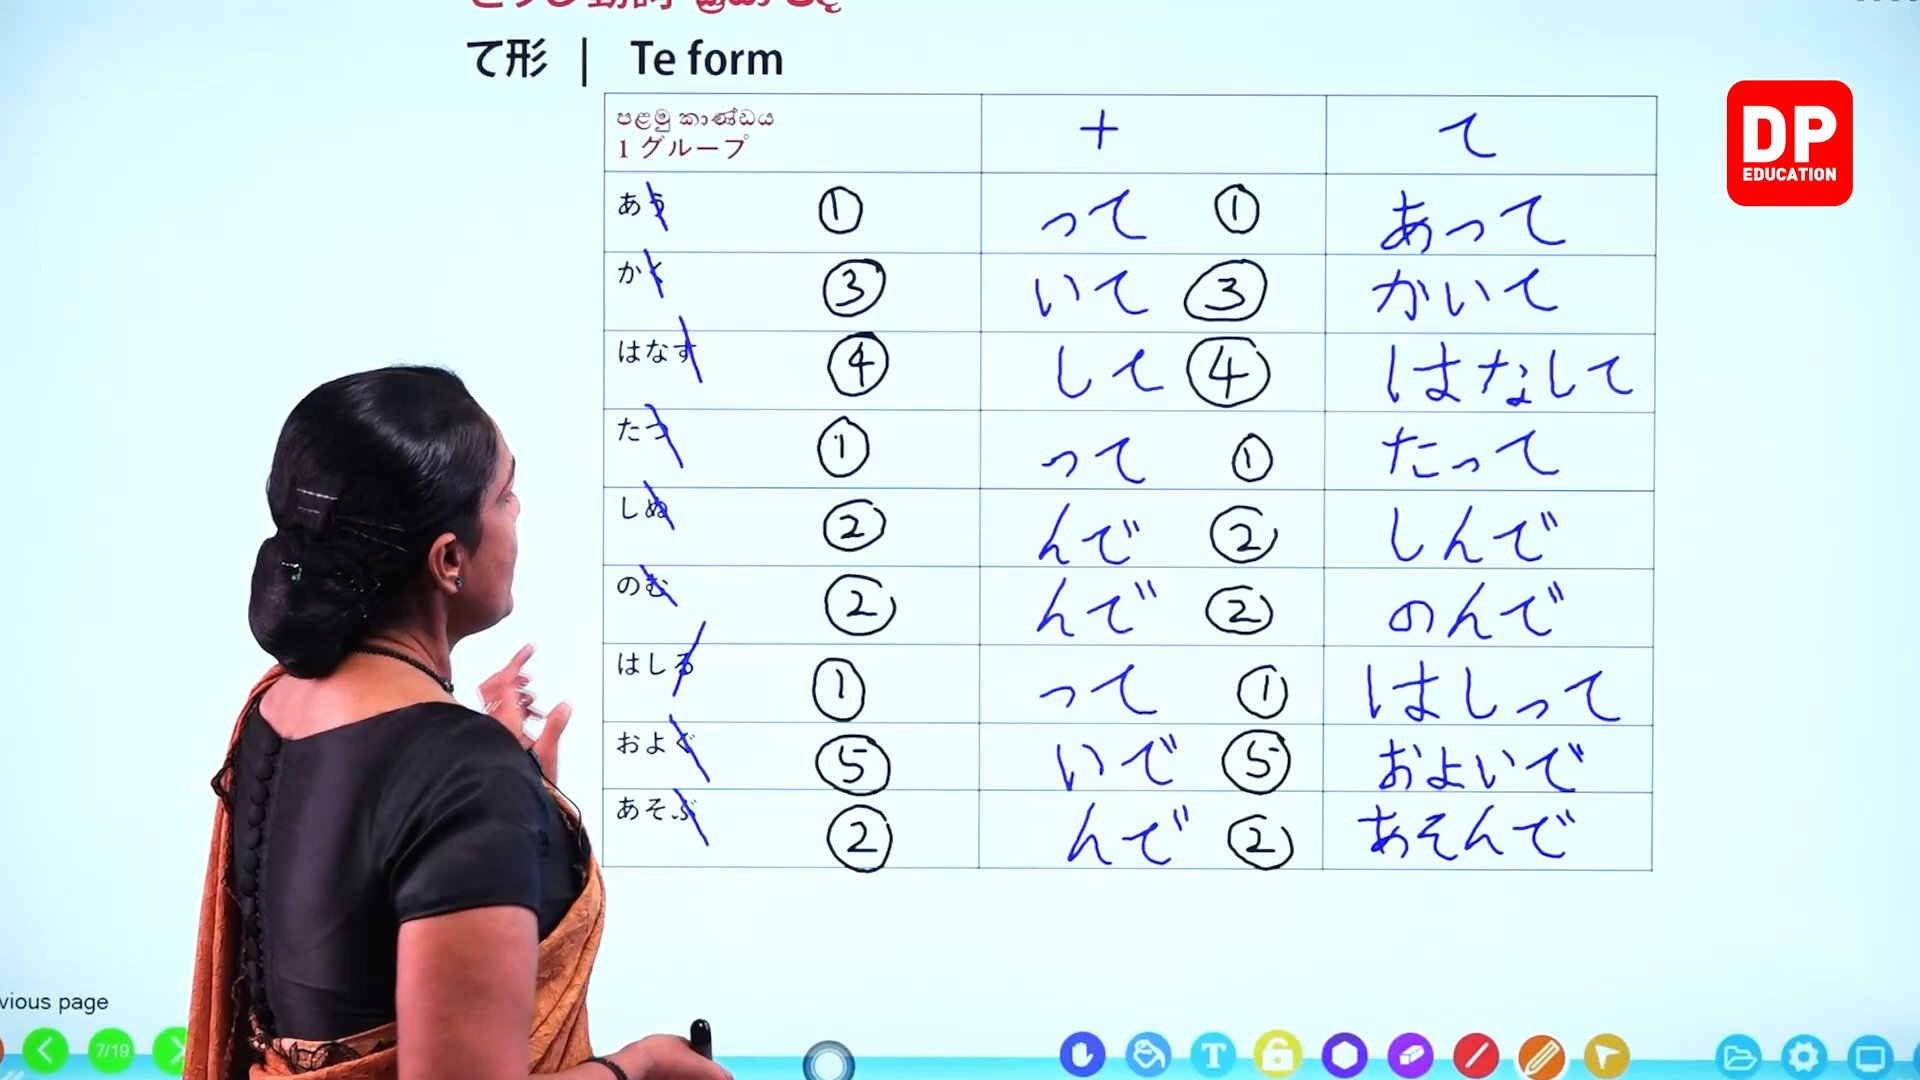 て形 | Te form
පළමු කාණ්ඩය
1 グループ
+
て
あう ① って ① あって
かく ③ いて ③ かいて
はなす ④ して ④ はなして
たつ ① って ① たって
しぬ ② んで ② しんで
のむ ② んで ② のんで
はしる ① って ① はしって
およぐ ⑤ いで ⑤ およいで
あそぶ ② んで ② あそんで
DP
EDUCATION
vious page
7/19
T